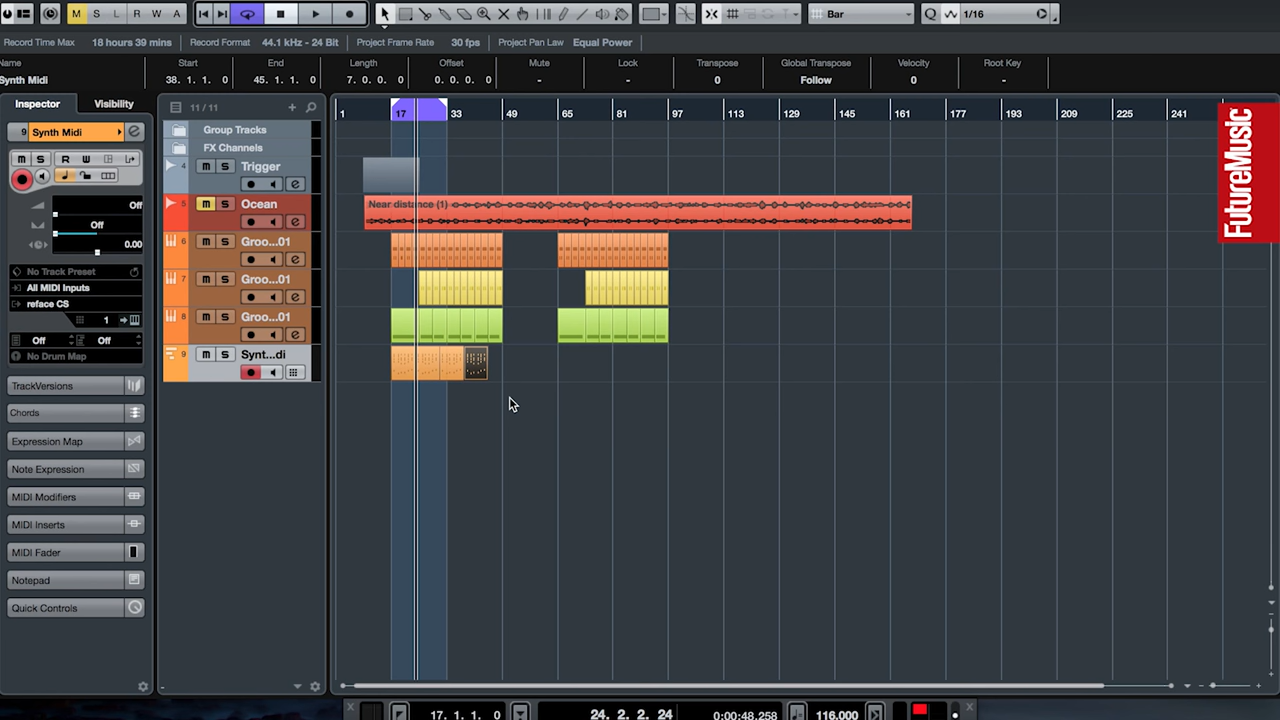 M S L R W A
Bar
Q 1/16
Record Time Max 18 hours 39 mins Record Format 44.1 kHz - 24 Bit Project Frame Rate 30 fps Project Pan Law Equal Power
Name Start End Length Offset Mute Lock Transpose Global Transpose Velocity Root Key
Synth Midi 38. 1. 1. 0 45. 1. 1. 0 7. 0. 0. 0 0. 0. 0. 0 - - 0 Follow 0 -
Inspector Visibility
9 Synth Midi
m S R W
Off
Off
0.00
No Track Preset
All MIDI Inputs
reface CS
1
Off Off
No Drum Map
TrackVersions
Chords
Expression Map
Note Expression
MIDI Modifiers
MIDI Inserts
MIDI Fader
Notepad
Quick Controls
11 / 11
Group Tracks
FX Channels
4 m S Trigger
e
5 m S Ocean
e
6 m S Groo...01
e
7 m S Groo...01
e
8 m S Groo...01
e
9 m S Synt...di
1 17 33 49 65 81 97 113 129 145 161 177 193 209 225 241
Near distance (1)
FutureMusic
17. 1. 1. 0 24. 2. 2. 24 0:00:48.258 116.000